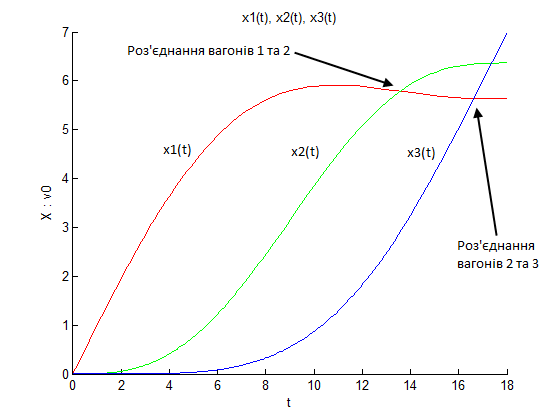 x1(t), x2(t), x3(t)
7
Роз'єднання вагонів 1 та 2
6
5
x1(t)
x2(t)
x3(t)
4
X : v0
3
Роз'єднання
вагонів 2 та 3
2
1
0
0 2 4 6 8 10 12 14 16 18
t